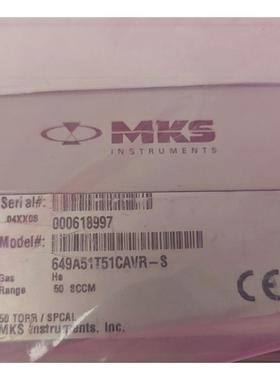 MKS
INSTRUMENTS
Serial#:
04XX08 000618997
Model#:
649A51T51CAVR-S
Gas He
Range 50 SCCM
50 TORR / SPCAL
MKS Instruments, Inc.
CE